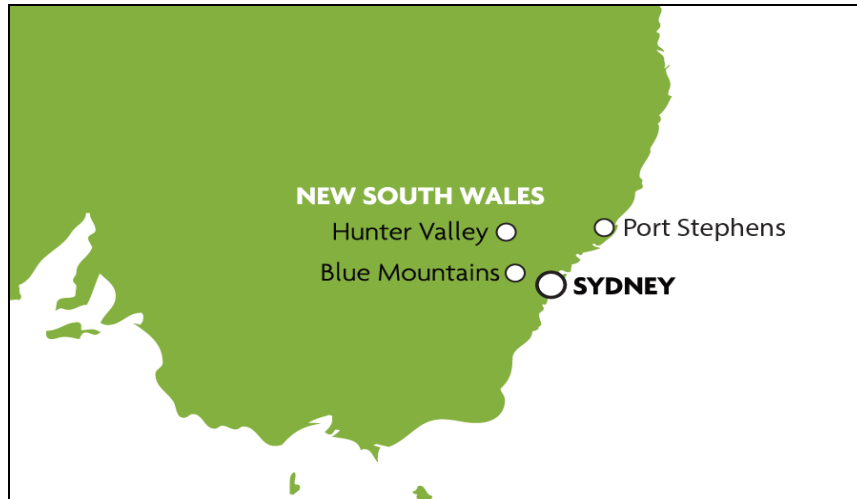 NEW SOUTH WALES
Hunter Valley
Port Stephens
Blue Mountains
SYDNEY